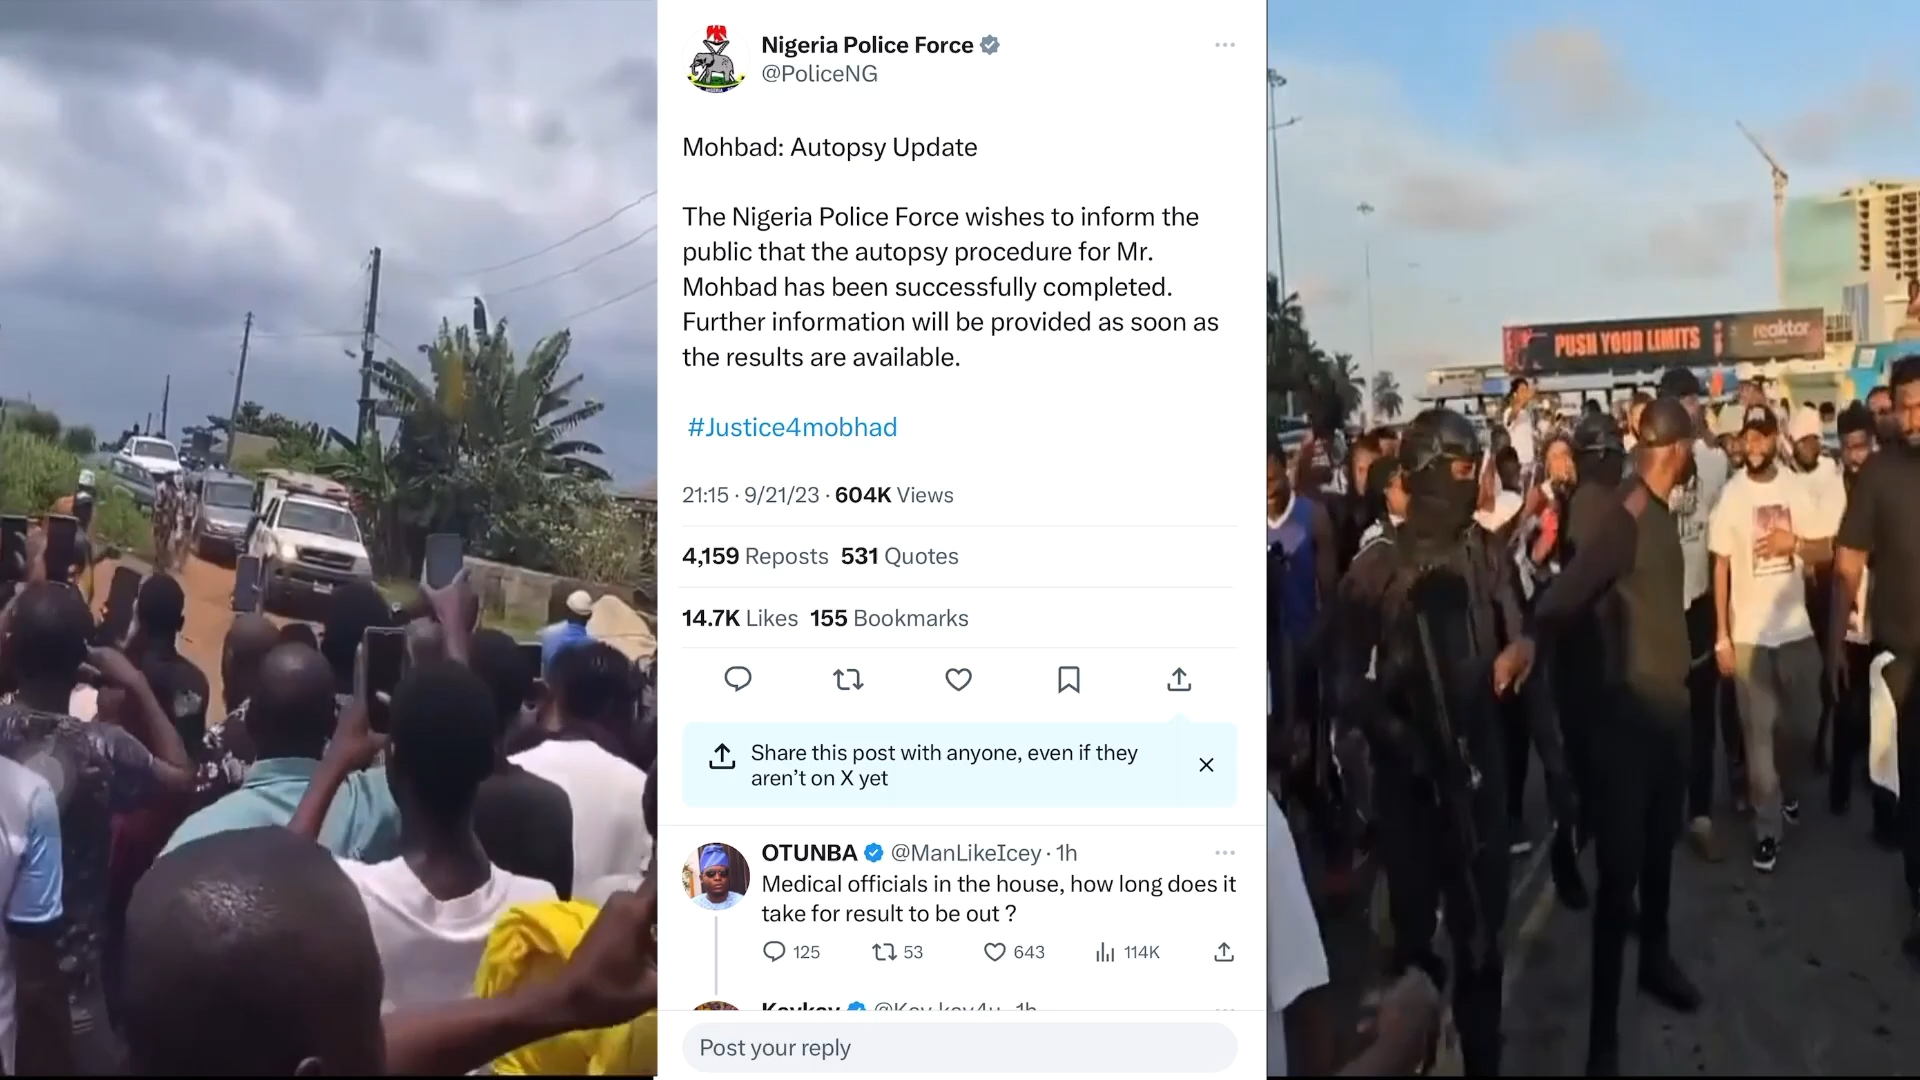 Nigeria Police Force
@PoliceNG
Mohbad: Autopsy Update
The Nigeria Police Force wishes to inform the
public that the autopsy procedure for Mr.
Mohbad has been successfully completed.
Further information will be provided as soon as
the results are available.
#Justice4mobhad
21:15 · 9/21/23 · 604K Views
4,159 Reposts 531 Quotes
14.7K Likes 155 Bookmarks
Share this post with anyone, even if they
aren’t on X yet
OTUNBA @ManLikeIcey · 1h
Medical officials in the house, how long does it
take for result to be out ?
125 53 643 114K
Post your reply
PUSH YOUR LIMITS
reaktor